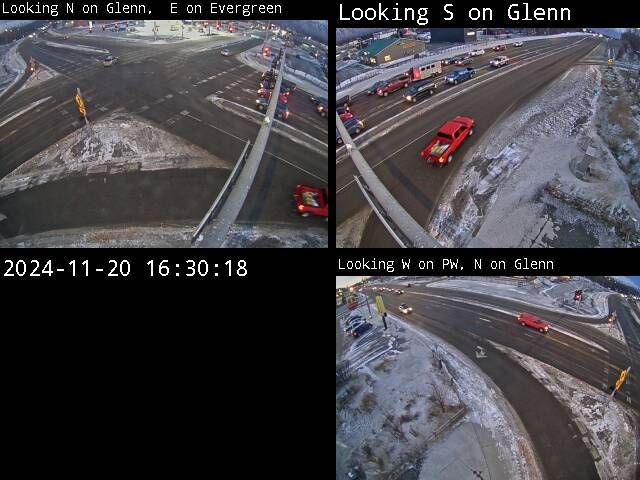 Looking N on Glenn,  E on Evergreen
Looking S on Glenn
2024-11-20 16:30:18
Looking W on PW, N on Glenn